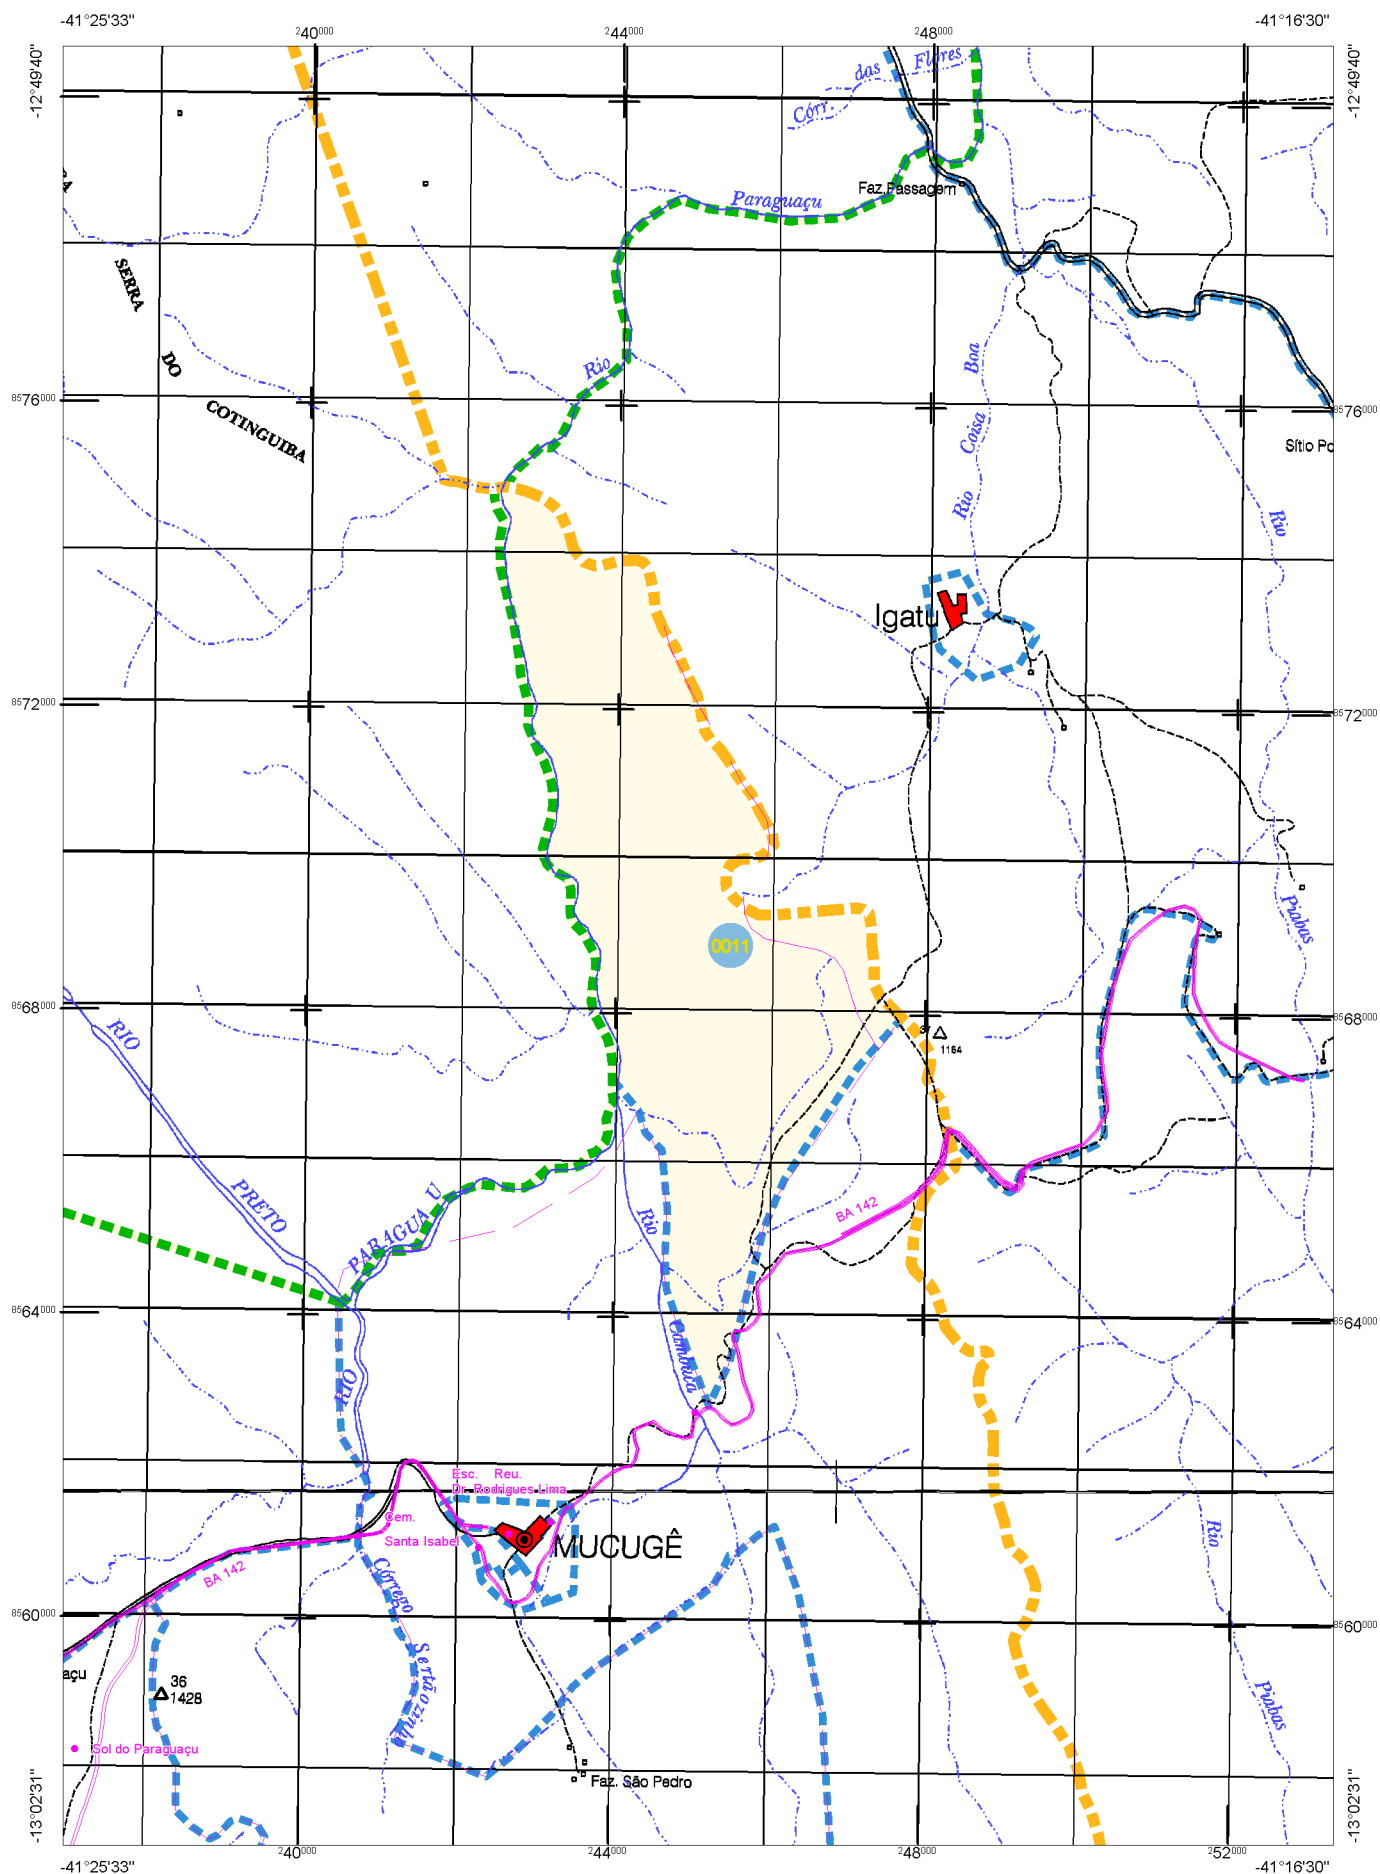 -41°25'33"
-41°16'30"
240000
244000
248000
-12°49'40"
-12°49'40"
das Flores
Córr.
Faz. Passagem
Paraguaçu
SERRA
DO
COTINGUIBA
Rio
Boa
Coisa
Rio
8576000
8576000
Sítio Po
Rio
Igatu
8572000
8572000
Piabas
0011
8568000
8568000
1164
RIO
PRETO
PARAGUA U
Rio
BA 142
8564000
8564000
Cambuca
RIO
Esc. Reu.
Dr. Rodrigues Lima
Cem.
Santa Isabel
MUCUGÊ
Rio
BA 142
Córrego
8560000
8560000
Sertãozinho
açu
36
1428
Piabas
Sol do Paraguaçu
Faz. São Pedro
-13°02'31"
-13°02'31"
240000
244000
248000
252000
-41°25'33"
-41°16'30"